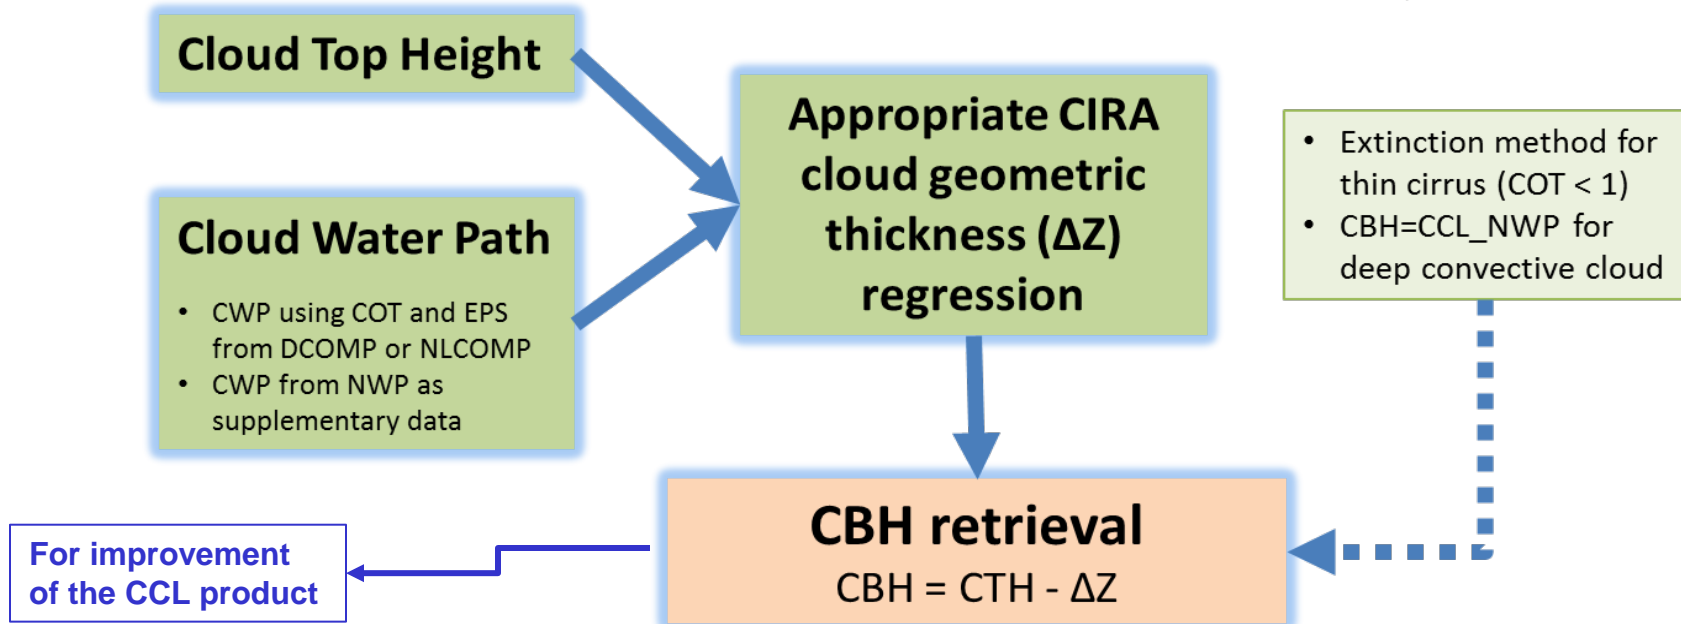 Cloud Top Height
Cloud Water Path
• CWP using COT and EPS
from DCOMP or NLCOMP
• CWP from NWP as
supplementary data
Appropriate CIRA
cloud geometric
thickness (ΔZ)
regression
• Extinction method for
thin cirrus (COT < 1)
• CBH=CCL_NWP for
deep convective cloud
CBH retrieval
CBH = CTH - ΔZ
For improvement
of the CCL product